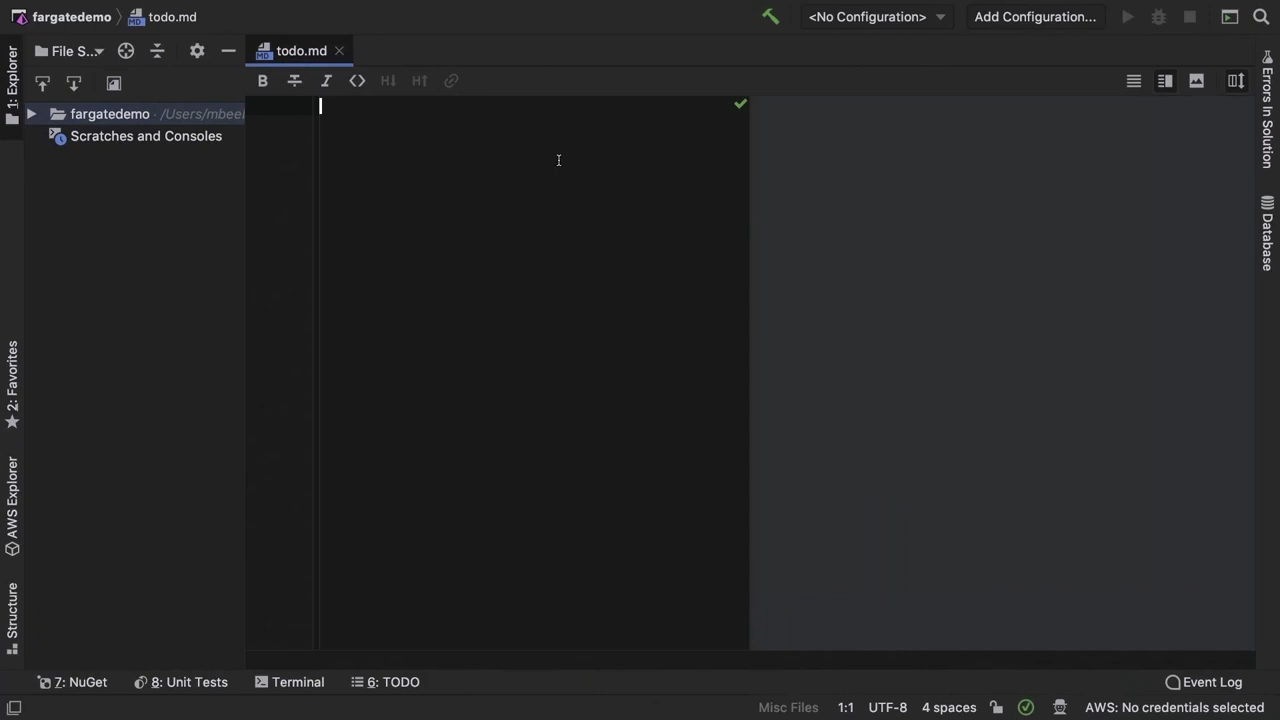 fargatedemo
todo.md
<No Configuration>
Add Configuration...
1: Explorer
File S...
todo.md
B
I
H↓
H↑
fargatedemo · /Users/mbeel
Scratches and Consoles
Errors In Solution
Database
2: Favorites
AWS Explorer
Structure
7: NuGet
8: Unit Tests
Terminal
6: TODO
Event Log
Misc Files
1:1
UTF-8
4 spaces
AWS: No credentials selected